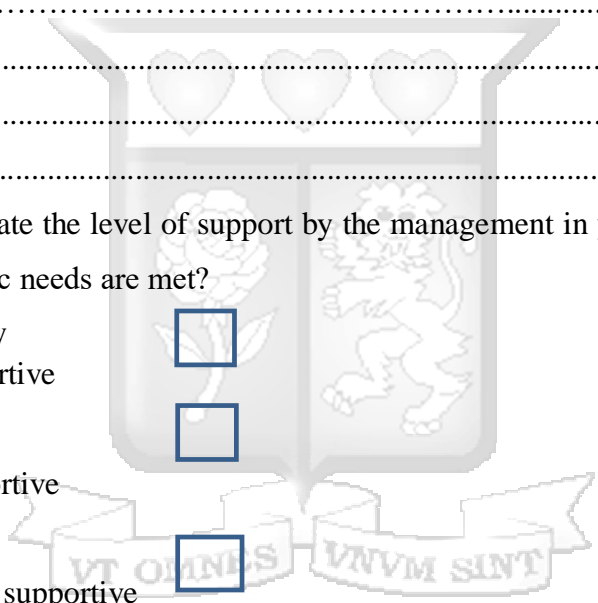 ate the level of support by the management in
c needs are met?
rtive
rtive
supportive
VT OMNES VNVM SINT